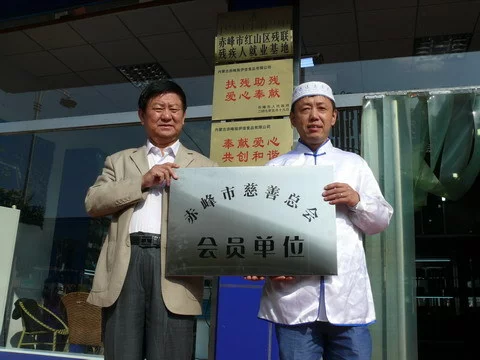 赤峰市红山区残联
残疾人就业基地
扶残助残
爱心奉献
奉献爱心
共创和谐
赤峰市慈善总会
会员单位